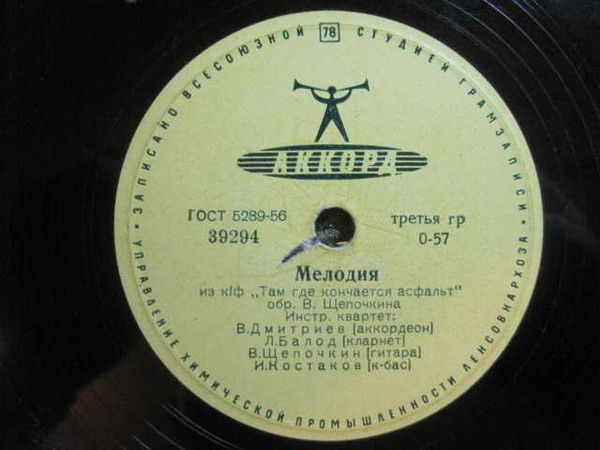 ЗАПИСАНО ВСЕСОЮЗНОЙ 78 СТУДИЕЙ ГРАМЗАПИСИ
АККОРД
ГОСТ 5289-56
39294
третья гр
0-57
Мелодия
из к/ф „Там где кончается асфальт"
обр. В. Щепочкина
Инстр. квартет:
В.Дмитриев (аккордеон)
Л.Балод (кларнет)
В.Щепочкин (гитара)
И.Костаков (к-бас)
УПРАВЛЕНИЕ ХИМИЧЕСКОЙ ПРОМЫШЛЕННОСТИ ЛЕНСОВНАРХОЗА